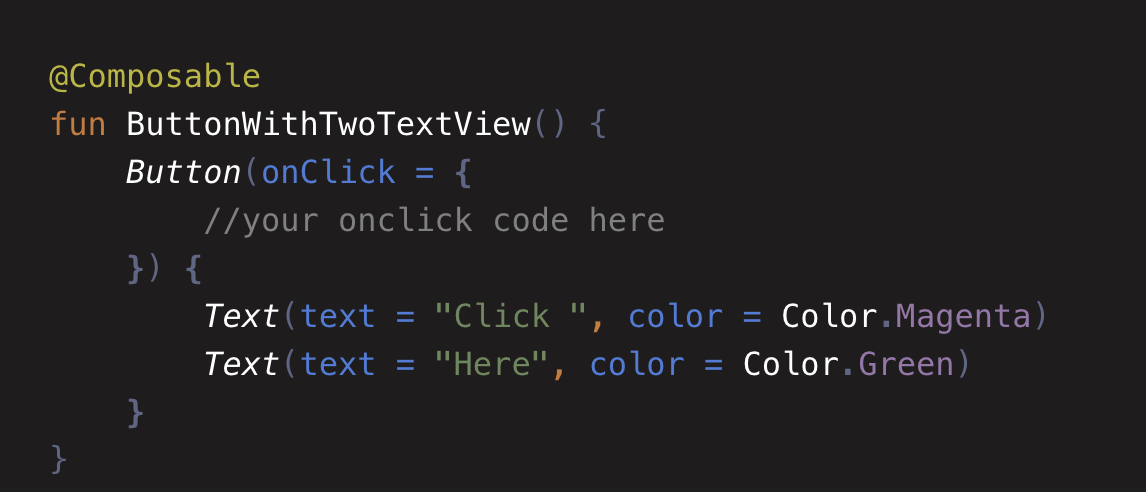 @Composable
fun ButtonWithTwoTextView() {
    Button(onClick = {
        //your onclick code here
    }) {
        Text(text = "Click ", color = Color.Magenta)
        Text(text = "Here", color = Color.Green)
    }
}